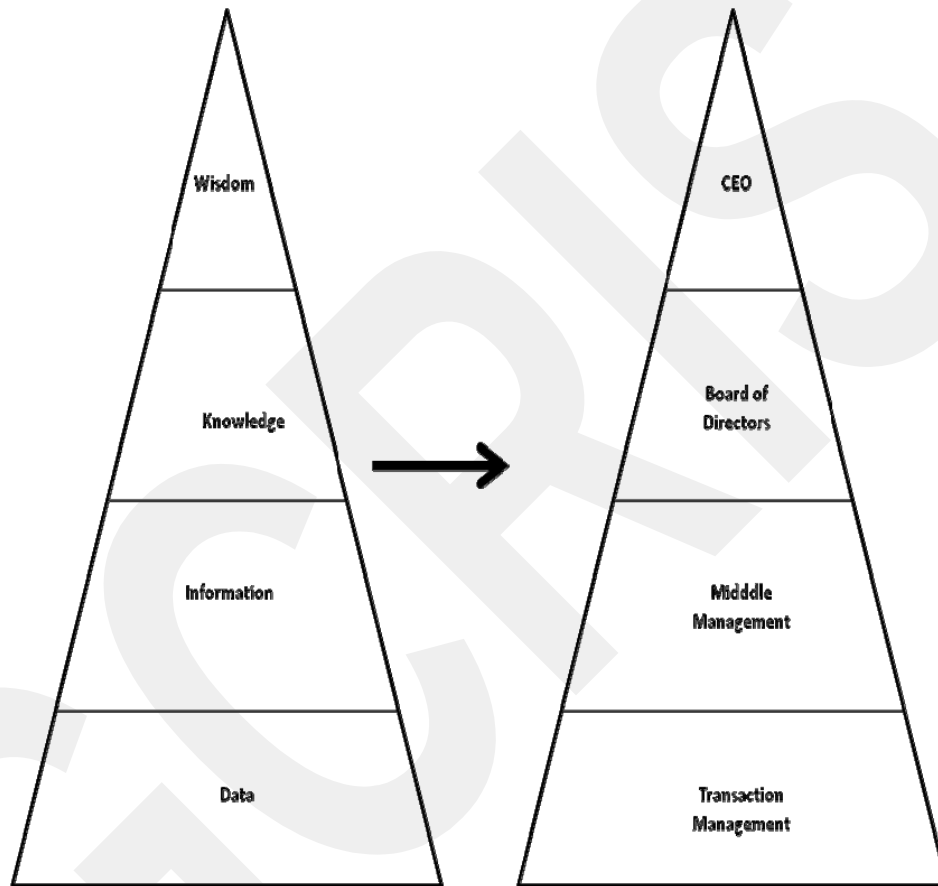 Wisdom
Knowledge
Information
Data
CEO
Board of
Directors
Midddle
Management
Transaction
Management